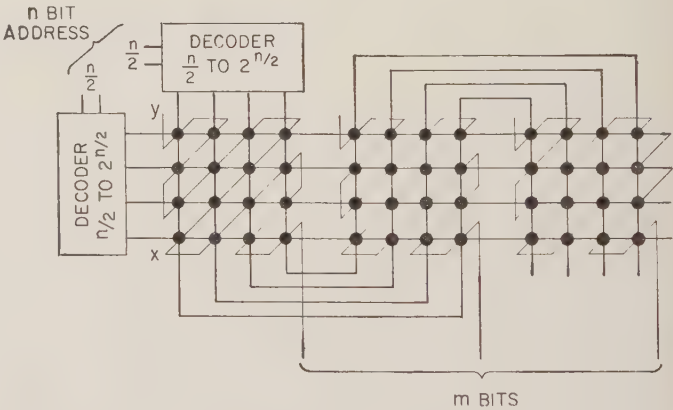 n BIT
ADDRESS
n/2
n/2
DECODER
n/2 TO 2^n/2
DECODER
n/2 TO 2^n/2
y
x
m BITS